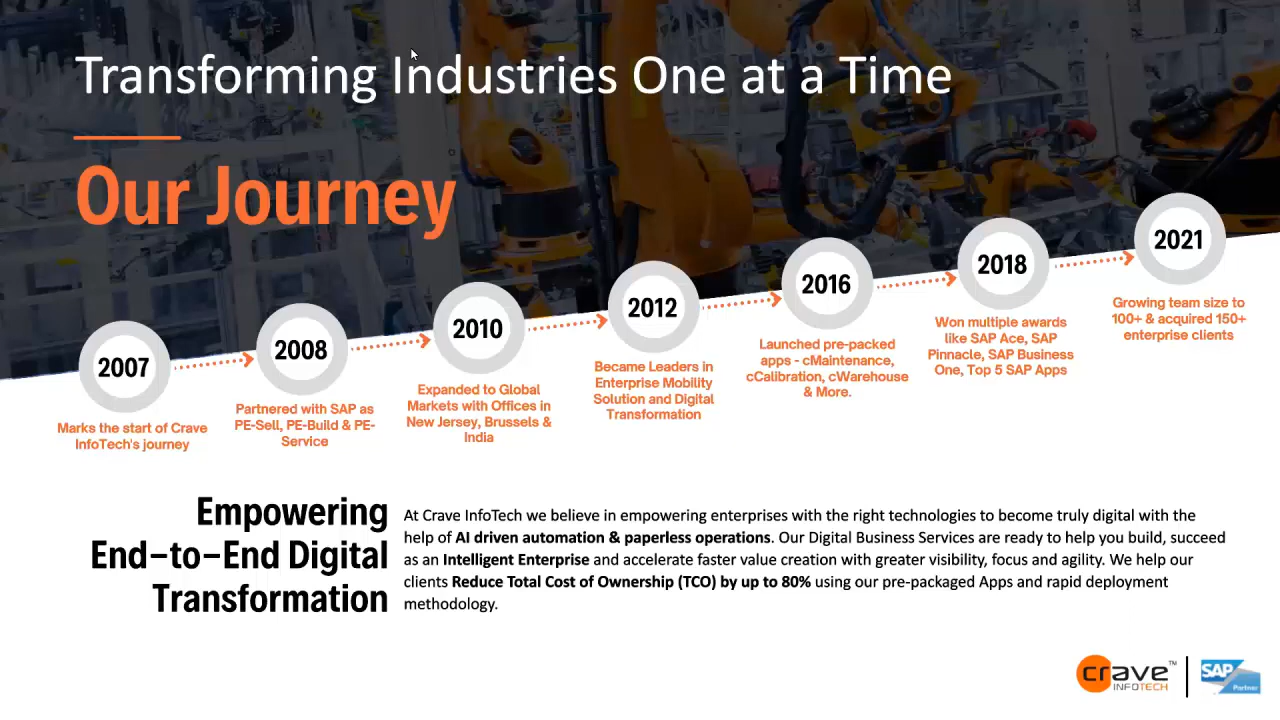 Transforming Industries One at a Time
Our Journey
2007
Marks the start of Crave
InfoTech's journey
2008
Partnered with SAP as
PE-Sell, PE-Build & PE-
Service
2010
Expanded to Global
Markets with Offices in
New Jersey, Brussels &
India
2012
Became Leaders in
Enterprise Mobility
Solution and Digital
Transformation
2016
Launched pre-packed
apps - cMaintenance,
cCalibration, cWarehouse
& More.
2018
Won multiple awards
like SAP Ace, SAP
Pinnacle, SAP Business
One, Top 5 SAP Apps
2021
Growing team size to
100+ & acquired 150+
enterprise clients
Empowering
End-to-End Digital
Transformation
At Crave InfoTech we believe in empowering enterprises with the right technologies to become truly digital with the
help of AI driven automation & paperless operations. Our Digital Business Services are ready to help you build, succeed
as an Intelligent Enterprise and accelerate faster value creation with greater visibility, focus and agility. We help our
clients Reduce Total Cost of Ownership (TCO) by up to 80% using our pre-packaged Apps and rapid deployment
methodology.
crave™
INFOTECH
SAP
Partner